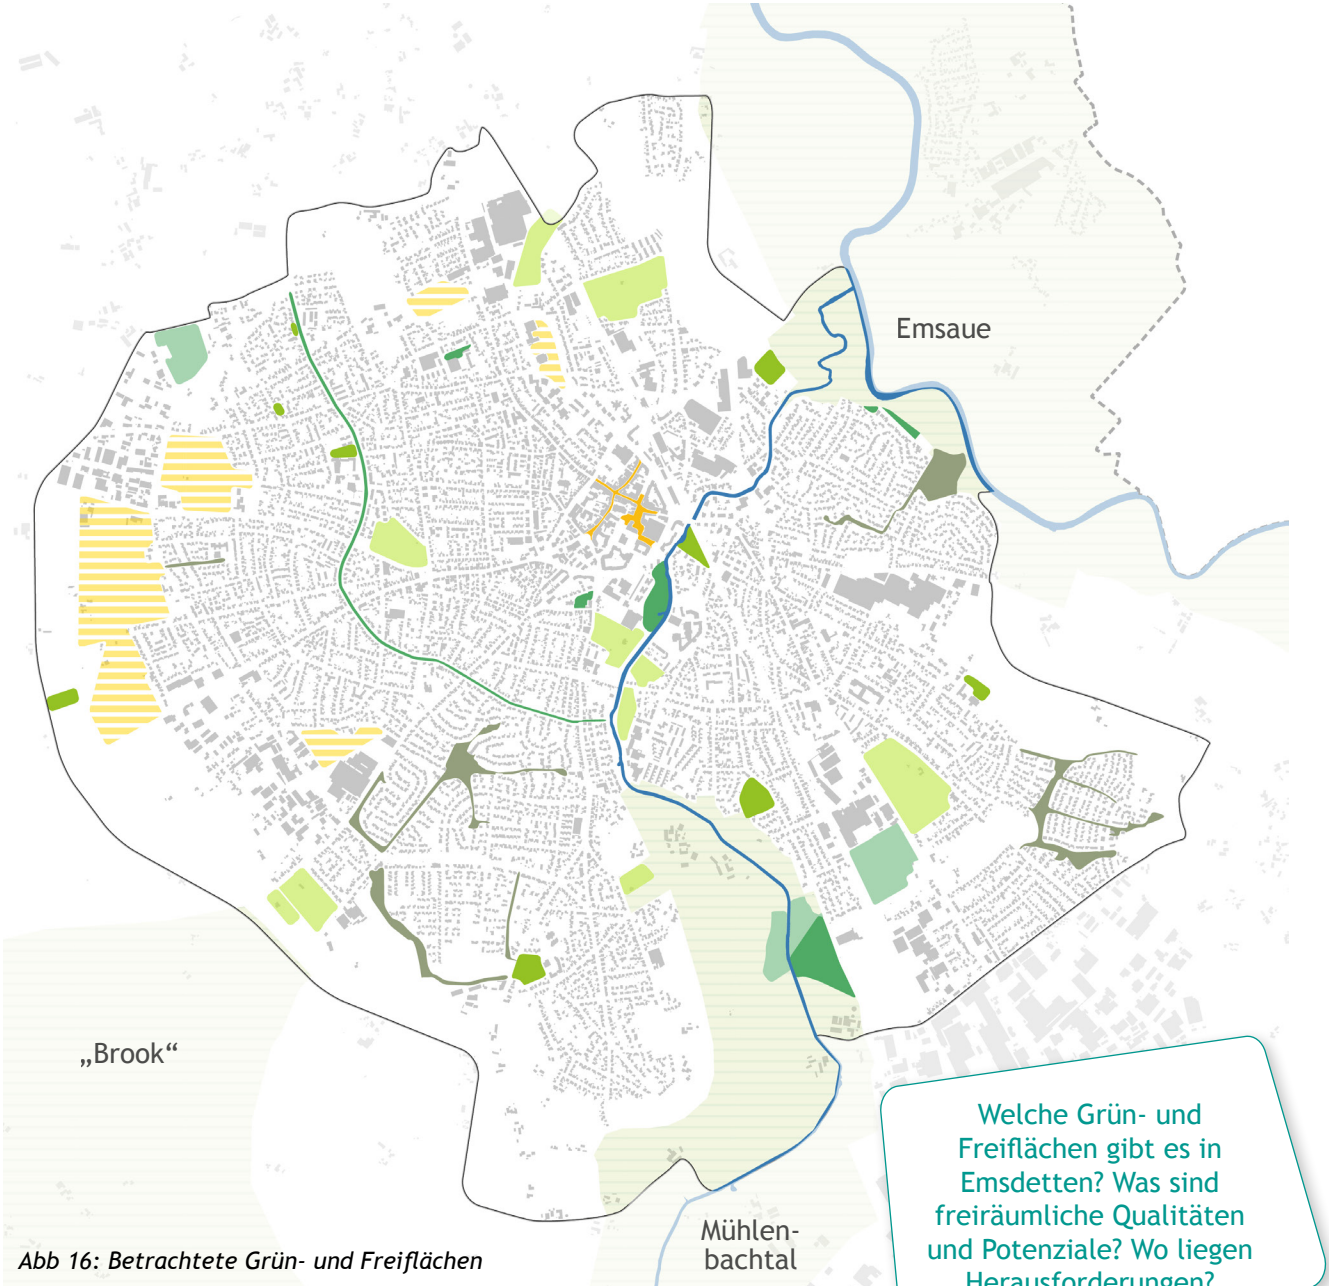 Emsaue
„Brook“
Mühlen-
bachtal
Abb 16: Betrachtete Grün- und Freiflächen
Welche Grün- und
Freiflächen gibt es in
Emsdetten? Was sind
freiräumliche Qualitäten
und Potenziale? Wo liegen
Herausforderungen?